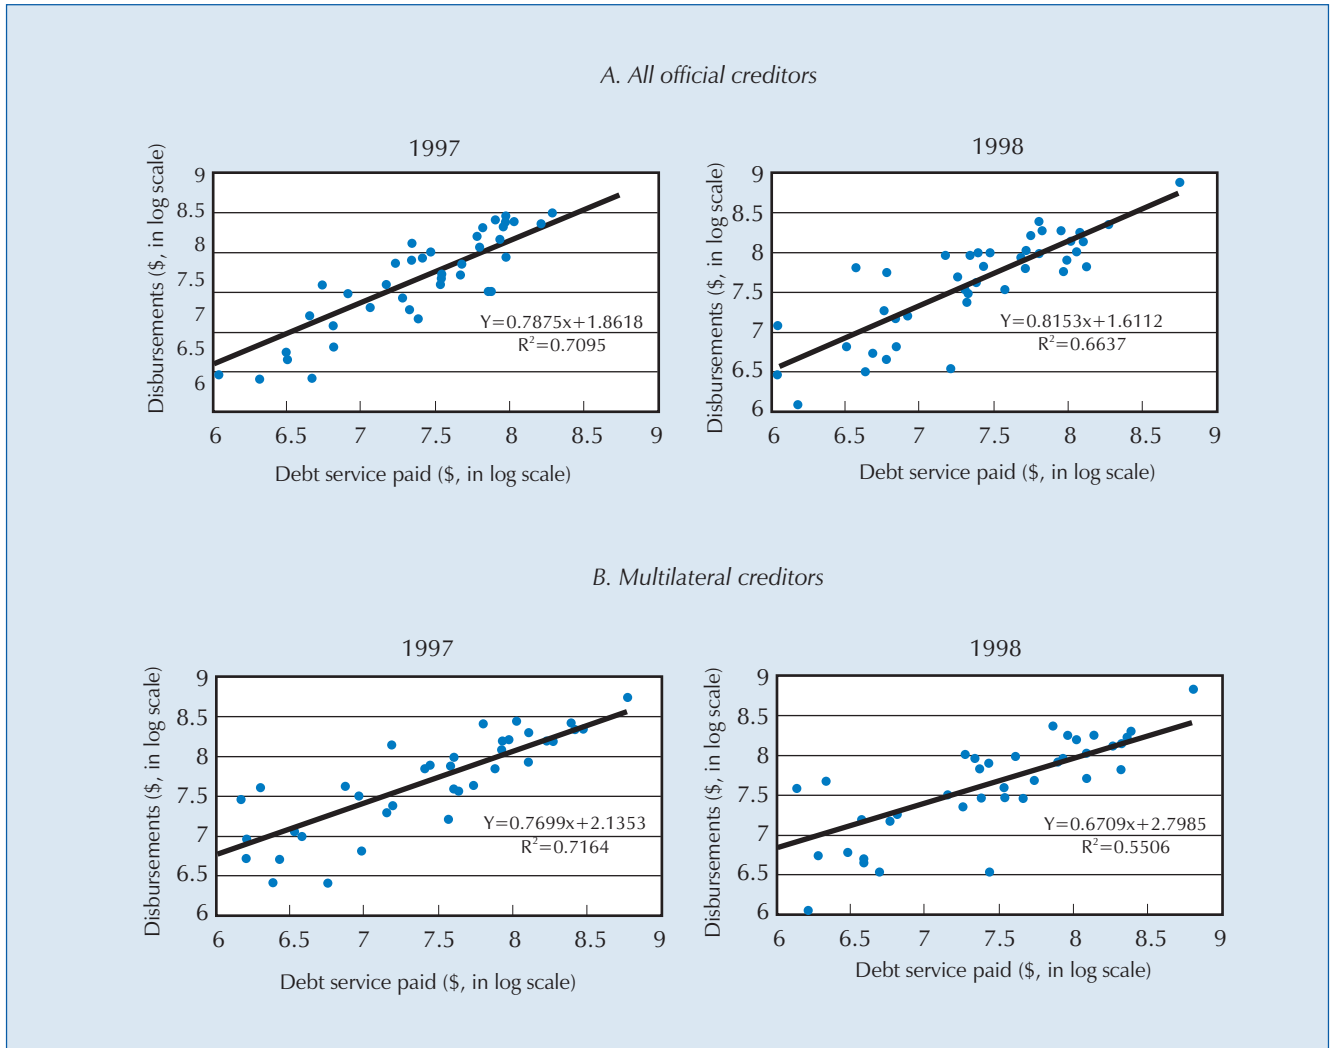 A. All official creditors
1997
Disbursements ($, in log scale)
9
8.5
8
7.5
7
6.5
6
Y=0.7875x+1.8618
R²=0.7095
6 6.5 7 7.5 8 8.5 9
Debt service paid ($, in log scale)
1998
Disbursements ($, in log scale)
9
8.5
8
7.5
7
6.5
6
Y=0.8153x+1.6112
R²=0.6637
6 6.5 7 7.5 8 8.5 9
Debt service paid ($, in log scale)
B. Multilateral creditors
1997
Disbursements ($, in log scale)
9
8.5
8
7.5
7
6.5
6
Y=0.7699x+2.1353
R²=0.7164
6 6.5 7 7.5 8 8.5 9
Debt service paid ($, in log scale)
1998
Disbursements ($, in log scale)
9
8.5
8
7.5
7
6.5
6
Y=0.6709x+2.7985
R²=0.5506
6 6.5 7 7.5 8 8.5 9
Debt service paid ($, in log scale)